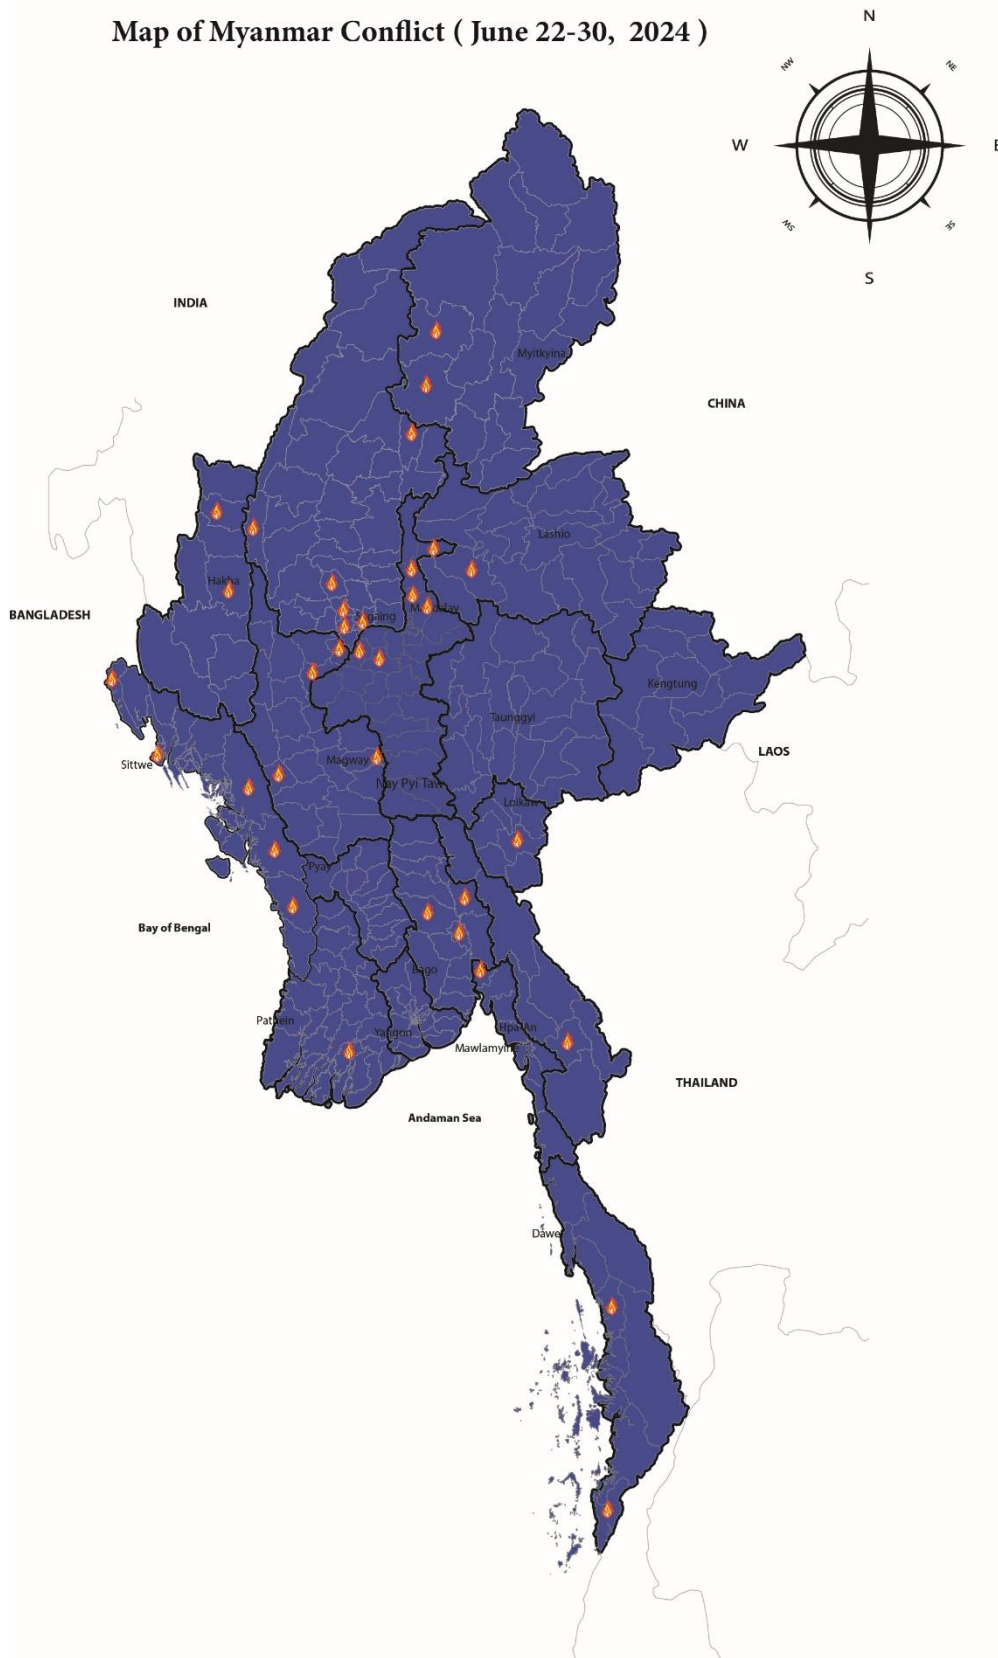 Map of Myanmar Conflict ( June 22-30,  2024 )
N
NW
NE
W
E
SW
SE
S
INDIA
Myitkyina
CHINA
Lashio
Hakha
BANGLADESH
Sagaing
Mandalay
Kengtung
Taunggyi
LAOS
Sittwe
Magway
Nay Pyi Taw
Loikaw
Pyay
Bay of Bengal
Bago
Pathein
Yangon
Hpa-An
Mawlamyine
THAILAND
Andaman Sea
Dawei